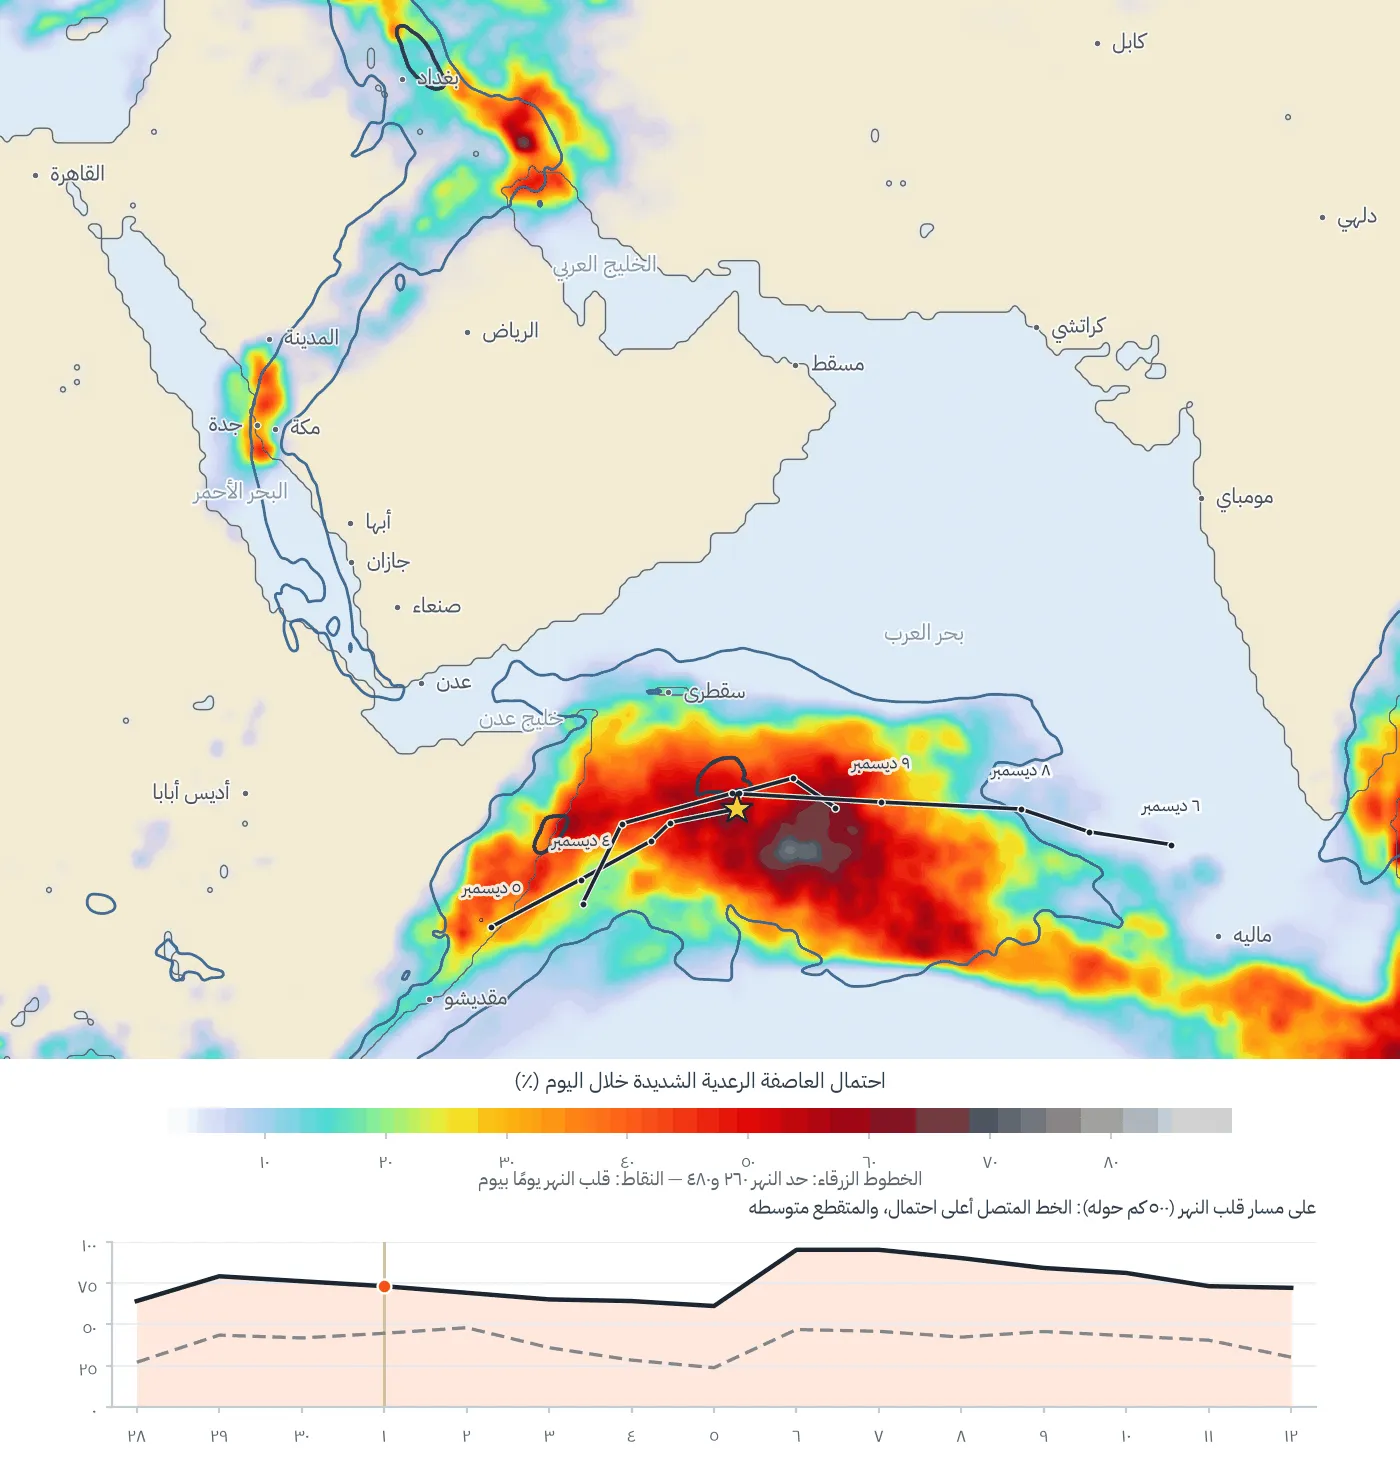 كابل
بغداد
القاهرة
دلهي
الخليج العربي
المدينة
الرياض
كراتشي
مسقط
جدة
مكة
البحر الأحمر
مومباي
أبها
جازان
صنعاء
بحر العرب
عدن
سقطرى
خليج عدن
٩ ديسمبر
٨ ديسمبر
أديس أبابا
٦ ديسمبر
٤ ديسمبر
٥ ديسمبر
ماليه
مقديشو
احتمال العاصفة الرعدية الشديدة خلال اليوم (٪)
١٠ ٢٠ ٣٠ ٤٠ ٥٠ ٦٠ ٧٠ ٨٠
الخطوط الزرقاء: حد النهر ٢٦٠ و٤٨٠ — النقاط: قلب النهر يومًا بيوم
على مسار قلب النهر (٥٠٠ كم حوله): الخط المتصل أعلى احتمال، والمتقطع متوسطه
١٠٠
٧٥
٥٠
٢٥
٠
٢٨ ٢٩ ٣٠ ١ ٢ ٣ ٤ ٥ ٦ ٧ ٨ ٩ ١٠ ١١ ١٢